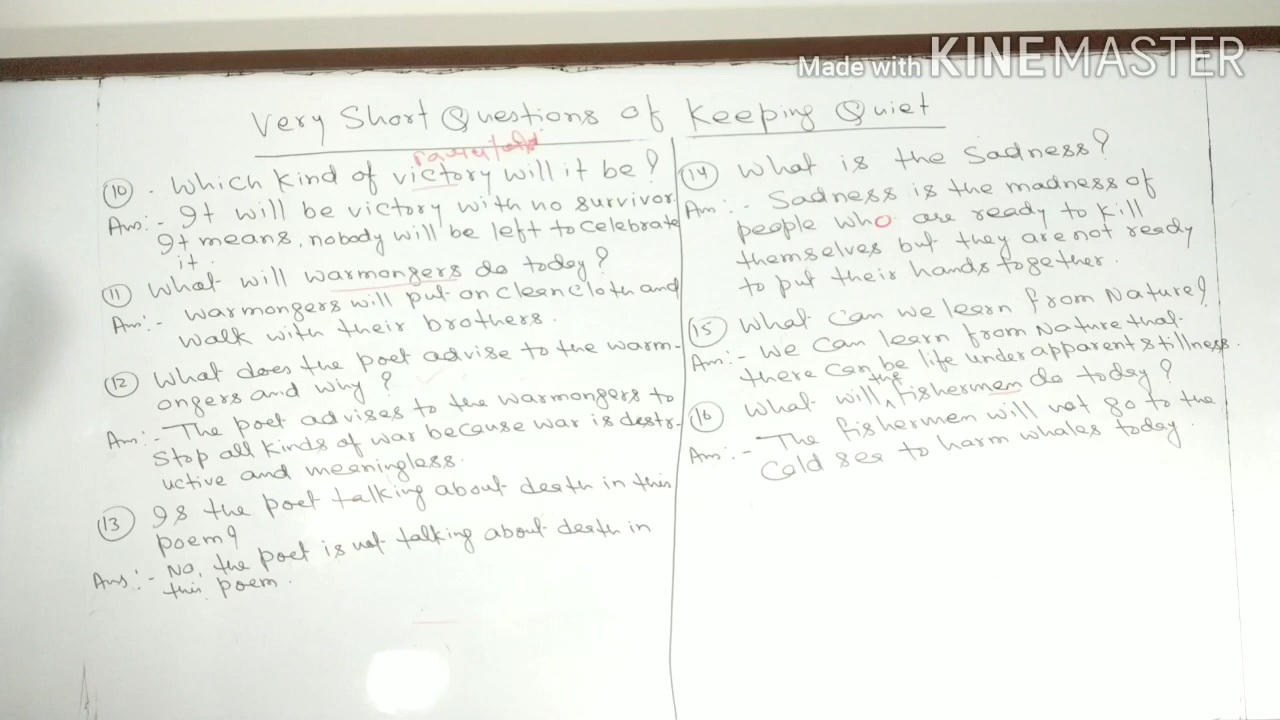 Made with KINEMASTER
Very Short Questions of Keeping Quiet
10 . Which kind of victory will it be?
Ans:- It will be victory with no survivor.
It means, nobody will be left to celebrate
it.
11 What will warmongers do today?
Ans:- Warmongers will put on clean cloth and
walk with their brothers.
12 What does the poet advise to the warm-
ongers and why?
Ans:- The poet advises to the warmongers to
stop all kinds of war because war is destr-
uctive and meaningless.
13 Is the poet talking about death in this
poem?
Ans:- No, the poet is not talking about death in
this poem.
14 What is the Sadness?
Ans:- Sadness is the madness of
people who are ready to kill
themselves but they are not ready
to put their hands together.
15 What can we learn from Nature?
Ans:- We can learn from Nature that
there can be life under apparent stillness.
16 What will the fishermen do today?
Ans:- The fishermen will not go to the
Cold sea to harm whales today.